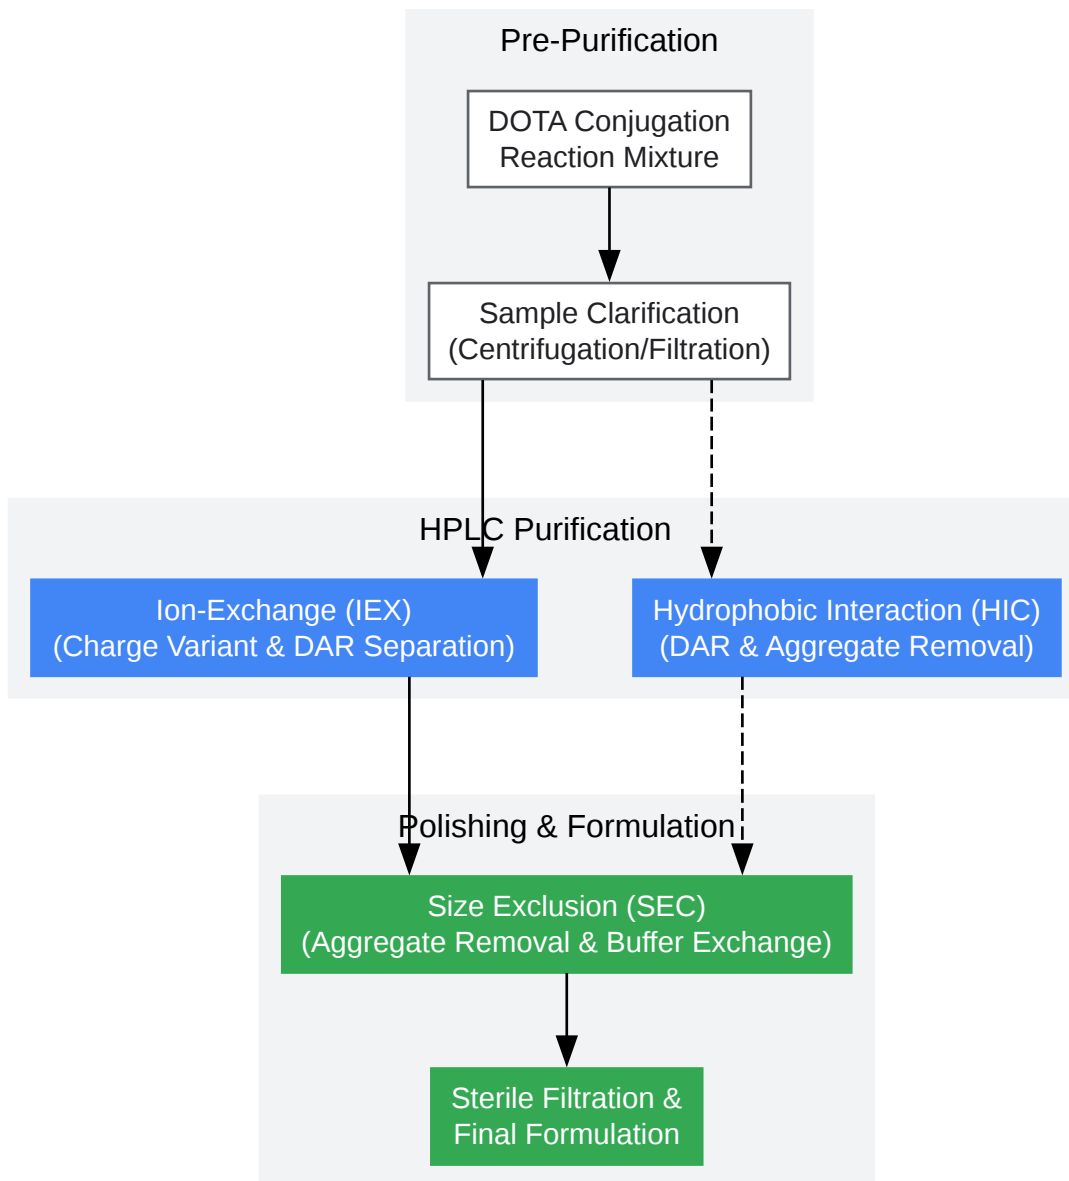 Pre-Purification
DOTA Conjugation
Reaction Mixture
Sample Clarification
(Centrifugation/Filtration)
HPLC Purification
Ion-Exchange (IEX)
(Charge Variant & DAR Separation)
Hydrophobic Interaction (HIC)
(DAR & Aggregate Removal)
Polishing & Formulation
Size Exclusion (SEC)
(Aggregate Removal & Buffer Exchange)
Sterile Filtration &
Final Formulation